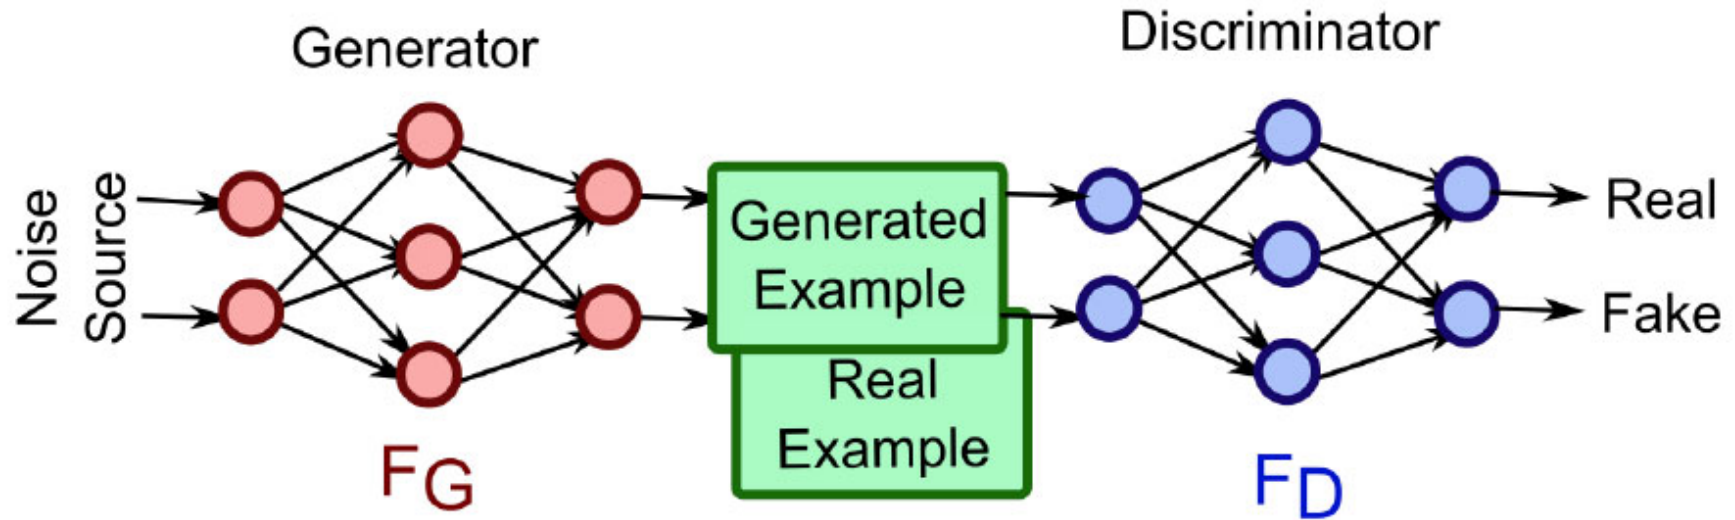 Generator
Discriminator
Noise
Source
Generated
Example
Real
Example
Real
Fake
FG
FD